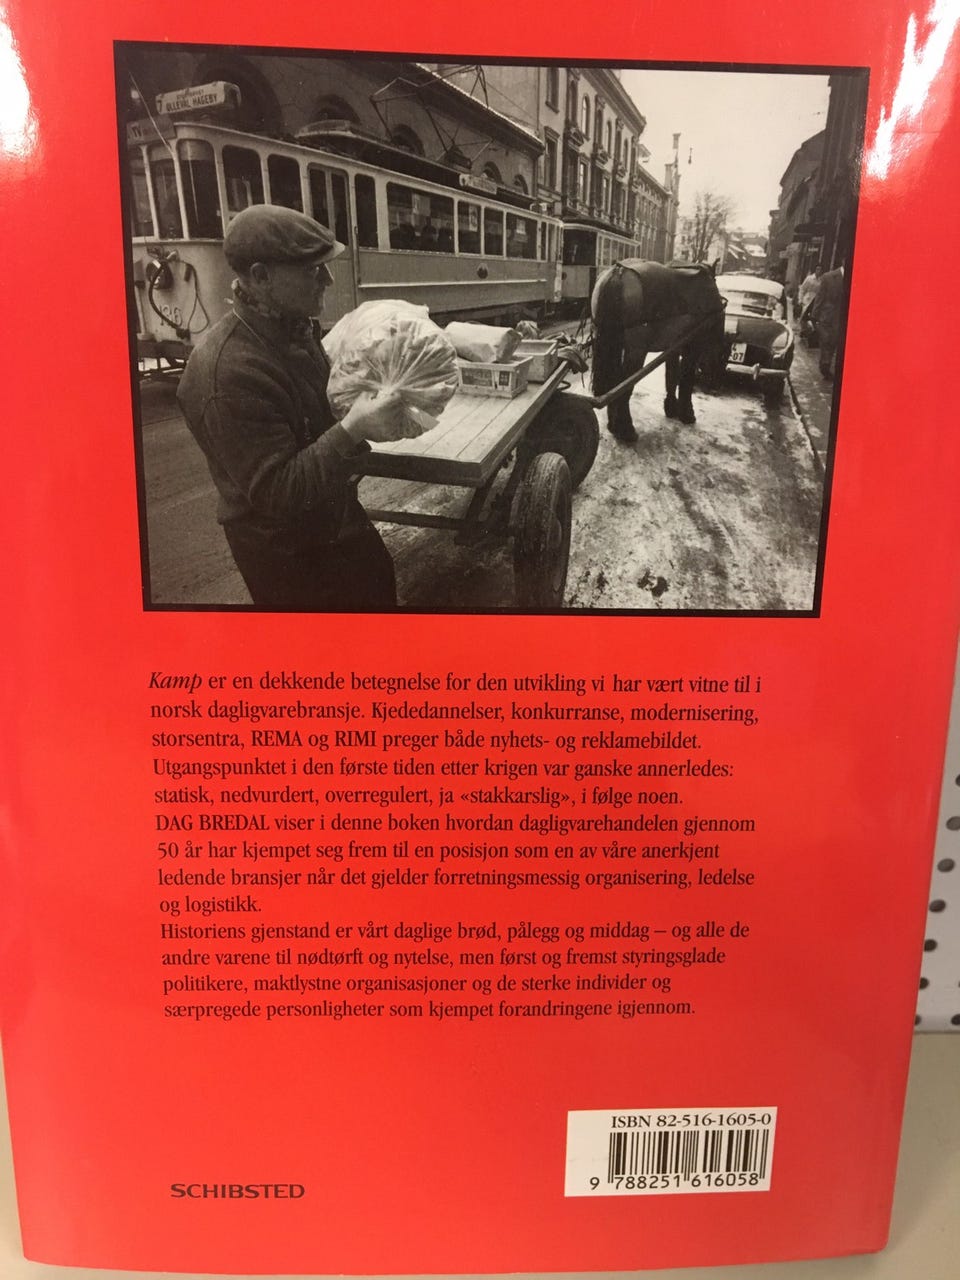 7
ULLEVÅL HAGEBY
TV
126
Kamp er en dekkende betegnelse for den utvikling vi har vært vitne til i
norsk dagligvarebransje. Kjededannelser, konkurranse, modernisering,
storsentra, REMA og RIMI preger både nyhets- og reklamebildet.
Utgangspunktet i den første tiden etter krigen var ganske annerledes:
statisk, nedvurdert, overregulert, ja «stakkarslig», i følge noen.
DAG BREDAL viser i denne boken hvordan dagligvarehandelen gjennom
50 år har kjempet seg frem til en posisjon som en av våre anerkjent
ledende bransjer når det gjelder forretningsmessig organisering, ledelse
og logistikk.
Historiens gjenstand er vårt daglige brød, pålegg og middag – og alle de
andre varene til nødtørft og nytelse, men først og fremst styringsglade
politikere, maktlystne organisasjoner og de sterke individer og
særpregede personligheter som kjempet forandringene igjennom.
ISBN 82-516-1605-0
9 788251 616058
SCHIBSTED